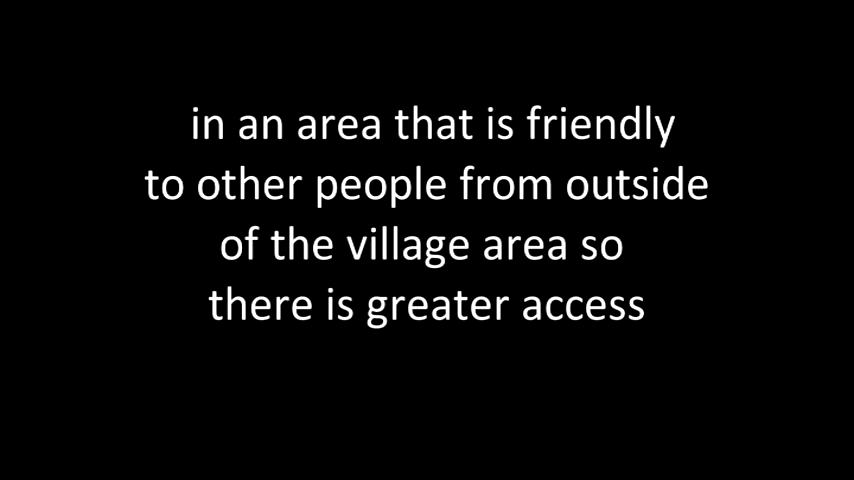 in an area that is friendly
to other people from outside
of the village area so
there is greater access